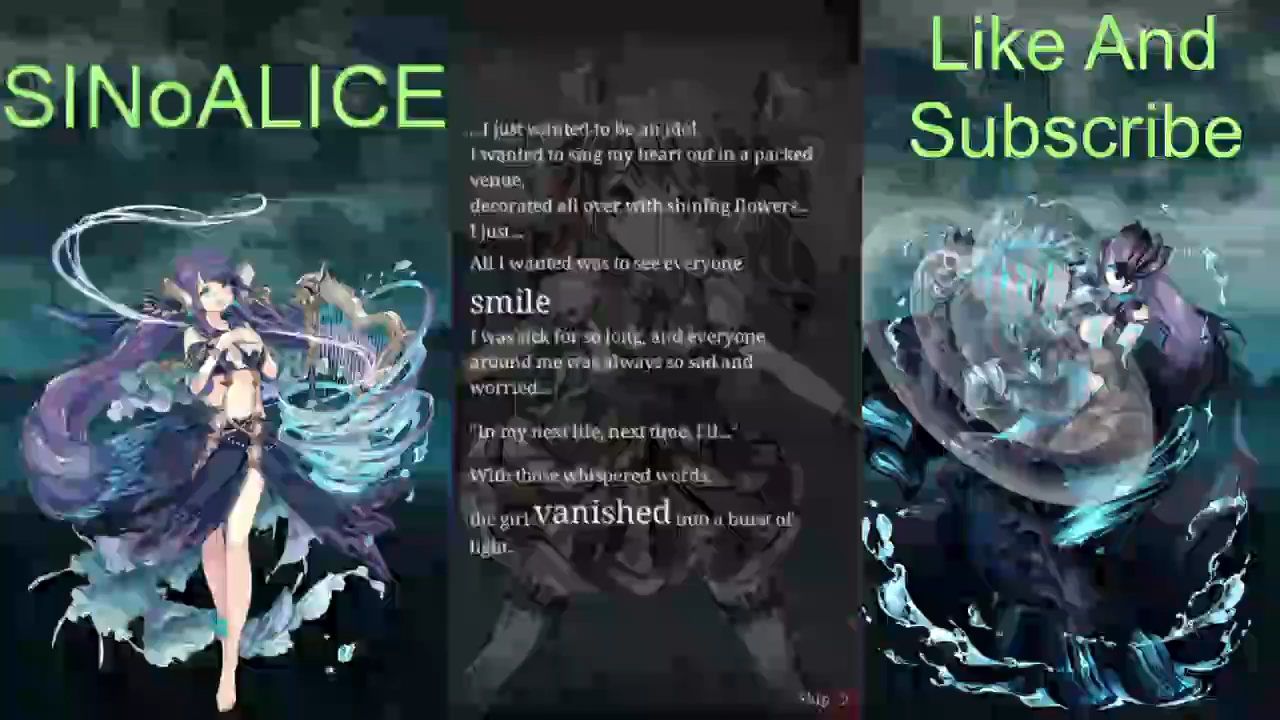 SINoALICE
...I just wanted to be an idol.
I wanted to sing my heart out in a packed
venue,
decorated all over with shining flowers...
I just...
All I wanted was to see everyone
smile
I was sick for so long, and everyone
around me was always so sad and
worried...
"In my next life, next time, I'll..."
With those whispered words,
the girl vanished into a burst of
light.
skip
Like And
Subscribe